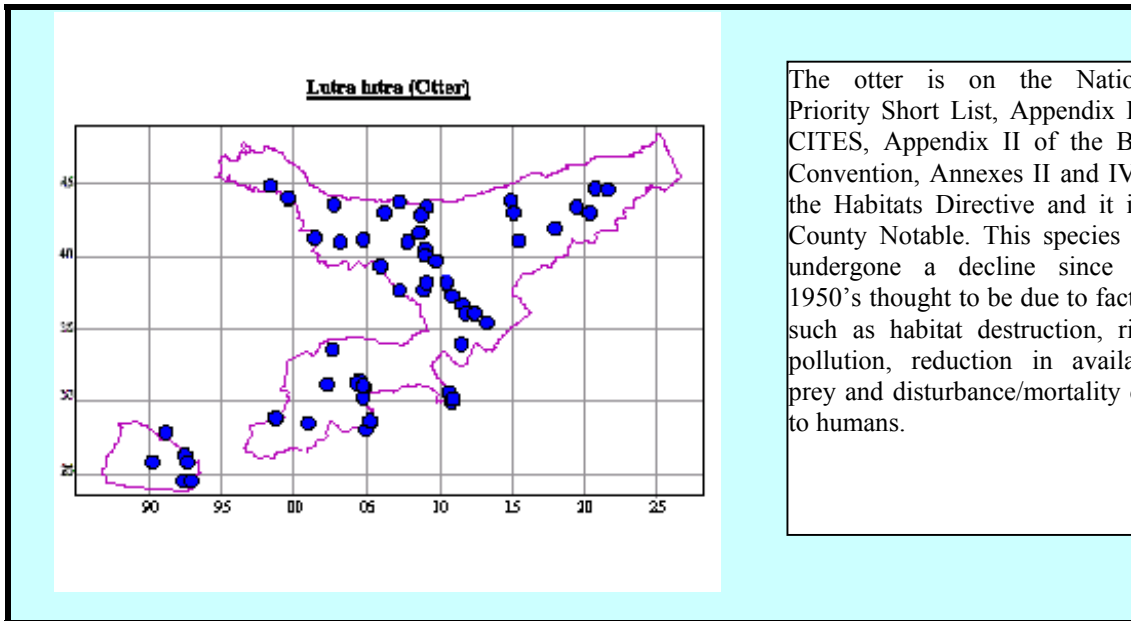 Lutra lutra (Otter)
45
40
35
30
25
90 95 00 05 10 15 20 25
The otter is on the Natio
Priority Short List, Appendix I
CITES, Appendix II of the B
Convention, Annexes II and IV
the Habitats Directive and it i
County Notable. This species
undergone a decline since
1950’s thought to be due to fact
such as habitat destruction, ri
pollution, reduction in availa
prey and disturbance/mortality
to humans.